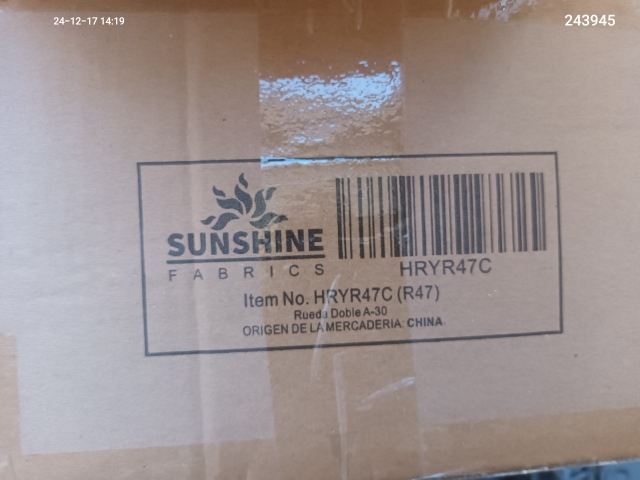 24-12-17 14:19
243945
SUNSHINE
FABRICS
HRYR47C
Item No. HRYR47C (R47)
Rueda Doble A-30
ORIGEN DE LA MERCADERIA: CHINA